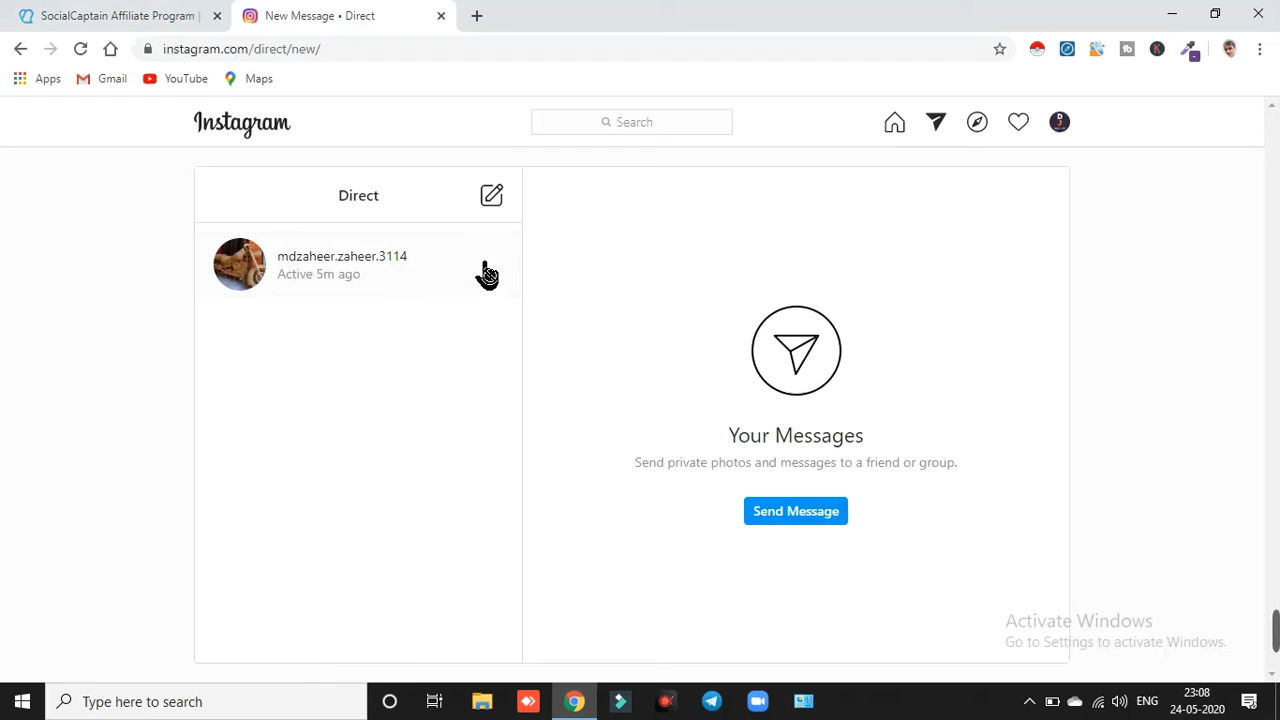 SocialCaptain Affiliate Program |
New Message • Direct
instagram.com/direct/new/
Apps
Gmail
YouTube
Maps
Instagram
Search
Direct
mdzaheer.zaheer.3114
Active 5m ago
Your Messages
Send private photos and messages to a friend or group.
Send Message
Activate Windows
Go to Settings to activate Windows.
Type here to search
ENG
23:08
24-05-2020